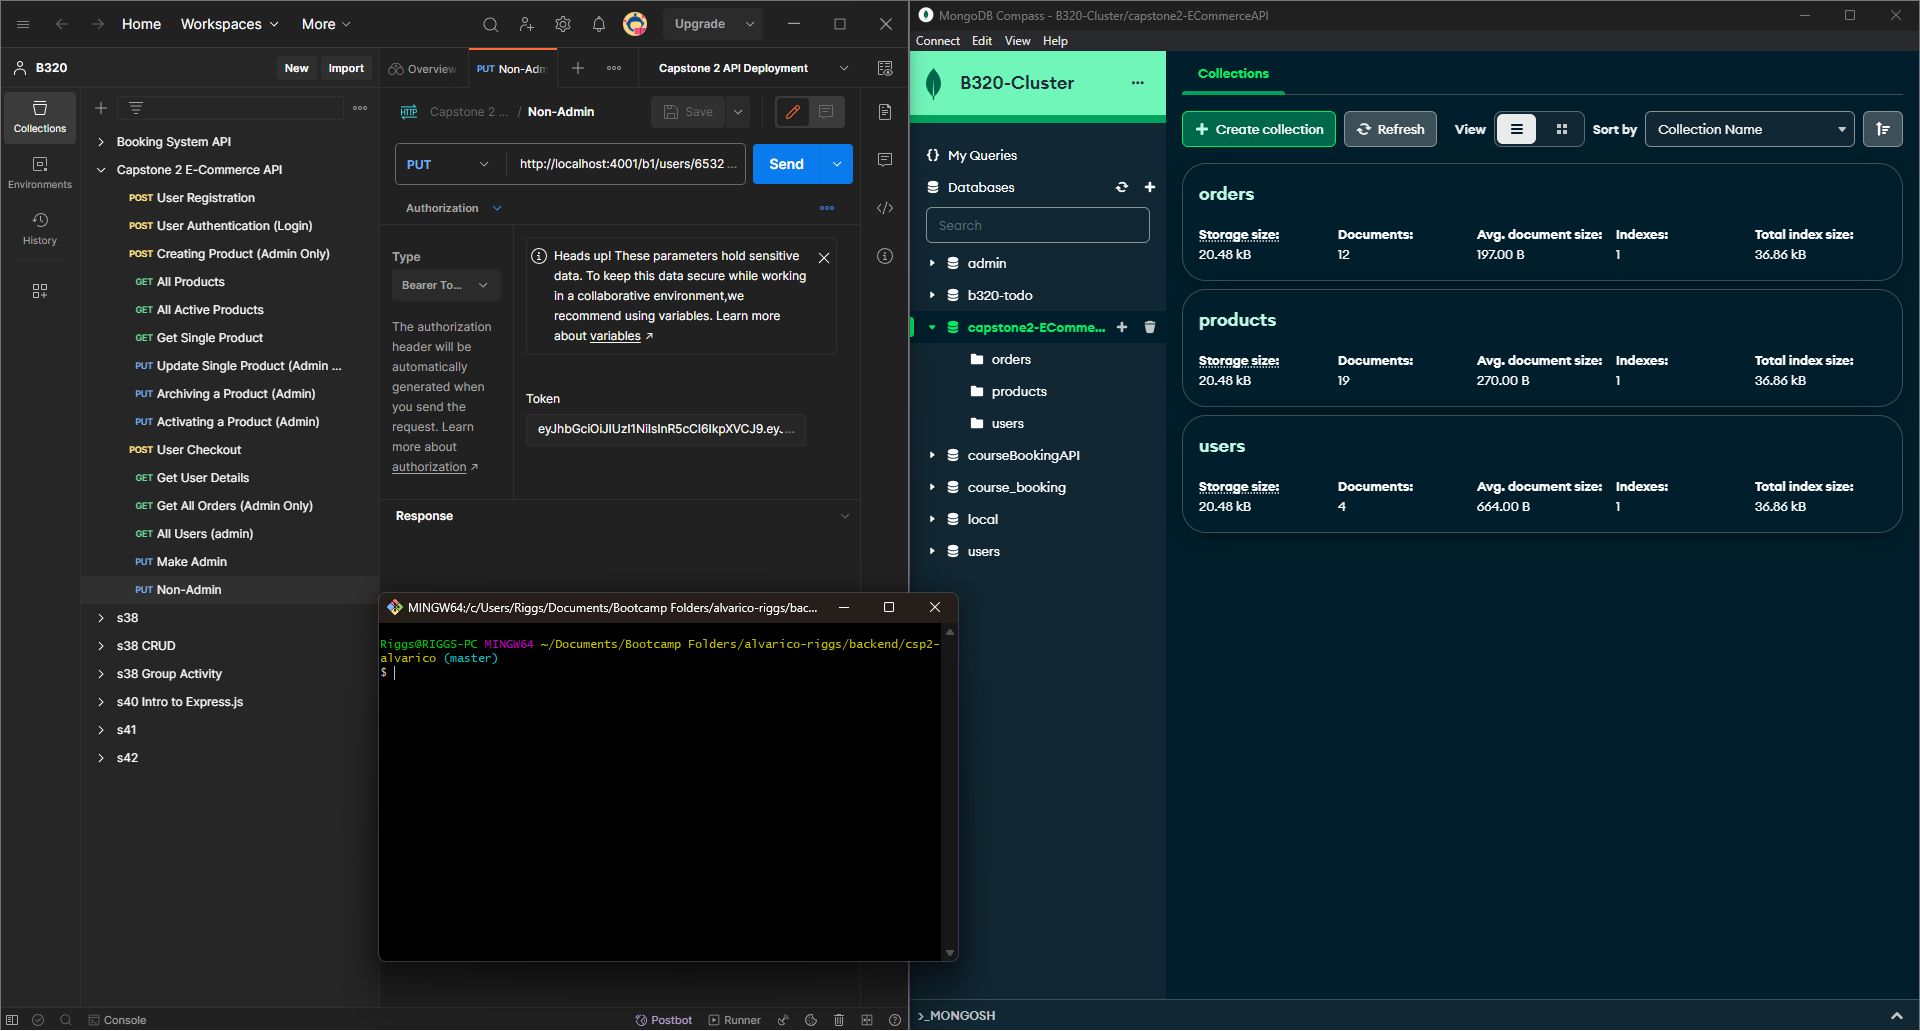 Home
Workspaces
More
Upgrade
B320
New
Import
Overview
PUT Non-Adm
Capstone 2 API Deployment
Collections
Environments
History
Booking System API
Capstone 2 E-Commerce API
POST User Registration
POST User Authentication (Login)
POST Creating Product (Admin Only)
GET All Products
GET All Active Products
GET Get Single Product
PUT Update Single Product (Admin ...
PUT Archiving a Product (Admin)
PUT Activating a Product (Admin)
POST User Checkout
GET Get User Details
GET Get All Orders (Admin Only)
GET All Users (admin)
PUT Make Admin
PUT Non-Admin
s38
s38 CRUD
s38 Group Activity
s40 Intro to Express.js
s41
s42
HTTP
Capstone 2 ... / Non-Admin
Save
PUT
http://localhost:4001/b1/users/6532 ...
Send
Authorization
Type
Bearer To...
The authorization
header will be
automatically
generated when
you send the
request. Learn
more about
authorization ↗
Heads up! These parameters hold sensitive
data. To keep this data secure while working
in a collaborative environment,we
recommend using variables. Learn more
about variables ↗
Token
eyJhbGciOiJIUzI1NiIsInR5cCI6IkpXVCJ9.eyJ...
Response
MINGW64:/c/Users/Riggs/Documents/Bootcamp Folders/alvarico-riggs/bac...
Riggs@RIGGS-PC MINGW64 ~/Documents/Bootcamp Folders/alvarico-riggs/backend/csp2-
alvarico (master)
$
Console
Postbot
Runner
MongoDB Compass - B320-Cluster/capstone2-ECommerceAPI
Connect
Edit
View
Help
B320-Cluster
...
{} My Queries
Databases
Search
admin
b320-todo
capstone2-EComme...
orders
products
users
courseBookingAPI
course_booking
local
users
Collections
Create collection
Refresh
View
Sort by
Collection Name
orders
Storage size: Documents: Avg. document size: Indexes: Total index size:
20.48 kB 12 197.00 B 1 36.86 kB
products
Storage size: Documents: Avg. document size: Indexes: Total index size:
20.48 kB 19 270.00 B 1 36.86 kB
users
Storage size: Documents: Avg. document size: Indexes: Total index size:
20.48 kB 4 664.00 B 1 36.86 kB
>_MONGOSH